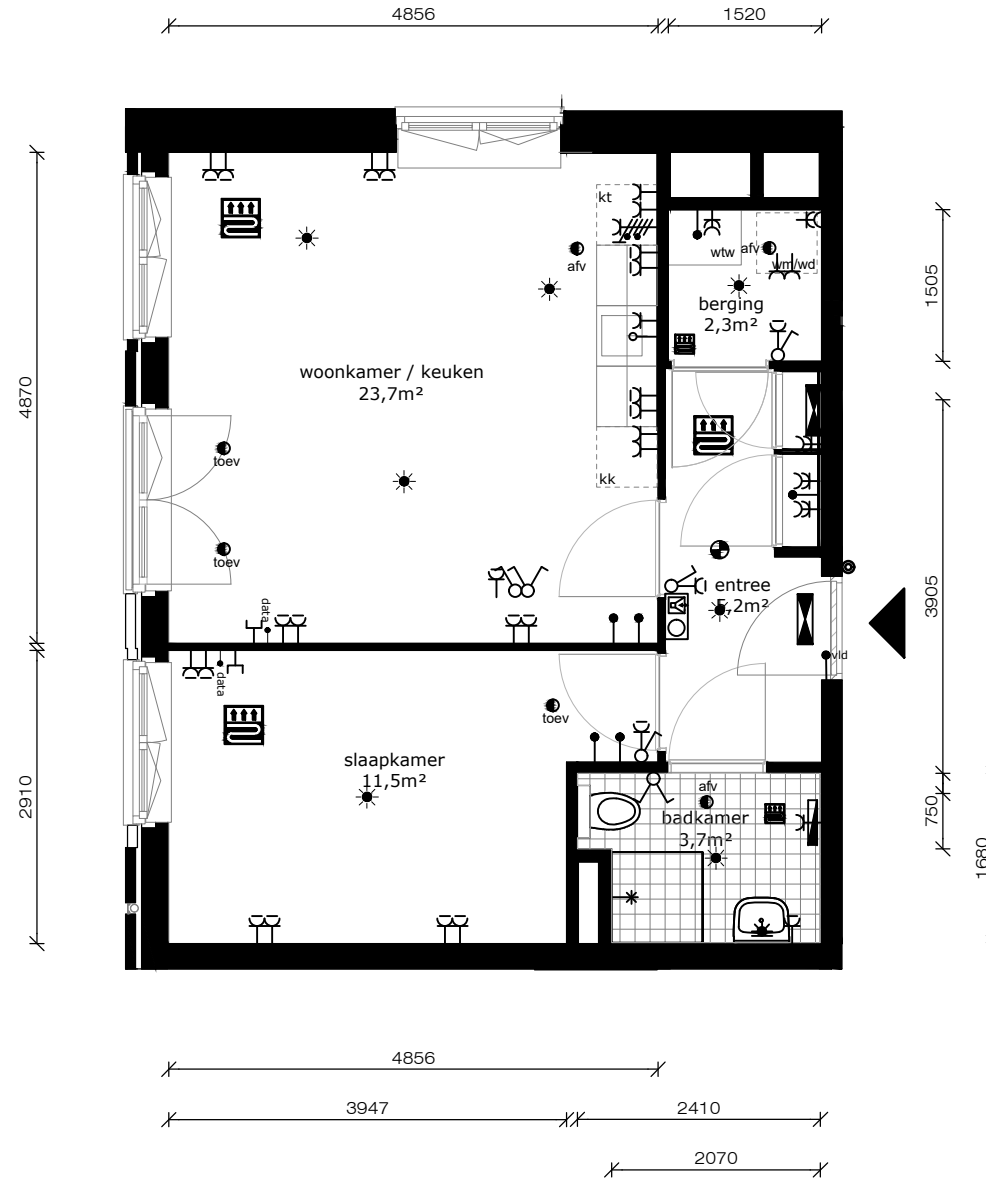 4856
1520
kt
afv
wtw
afv
wm/wd
berging
2,3m²
1505
woonkamer / keuken
23,7m²
4870
toev
kk
toev
entree
5,2m²
3905
data
vld
data
toev
slaapkamer
11,5m²
2910
afv
badkamer
3,7m²
750
1680
4856
3947
2410
2070